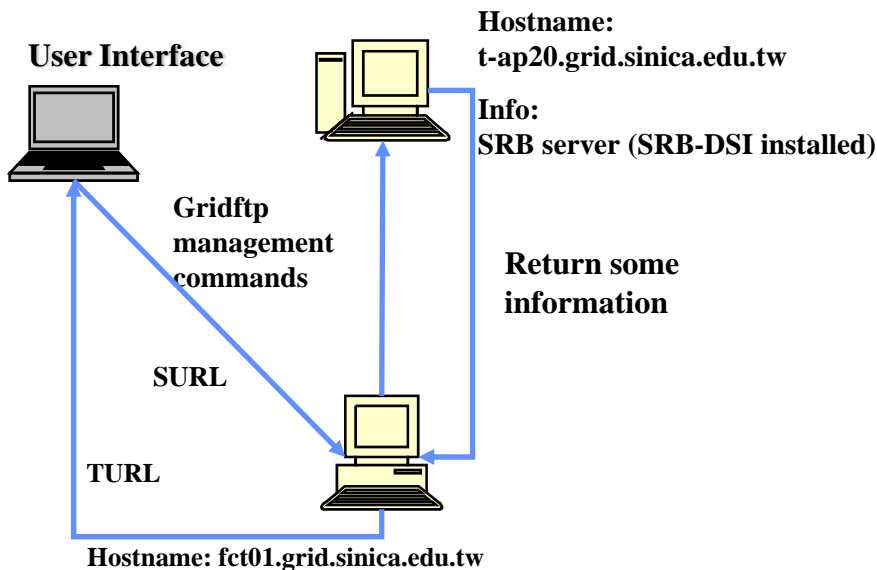 Hostname:
t-ap20.grid.sinica.edu.tw
User Interface
Info:
SRB server (SRB-DSI installed)
Gridftp
management
commands
Return some
information
SURL
TURL
Hostname: fct01.grid.sinica.edu.tw